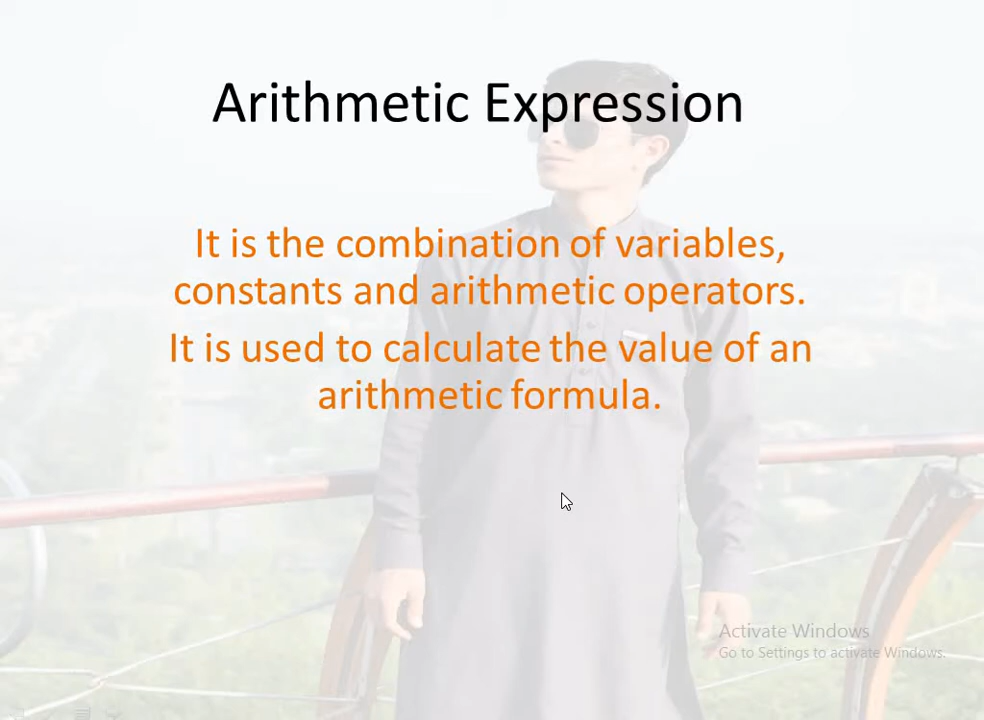 Arithmetic Expression
It is the combination of variables,
constants and arithmetic operators.
It is used to calculate the value of an
arithmetic formula.
Activate Windows
Go to Settings to activate Windows.